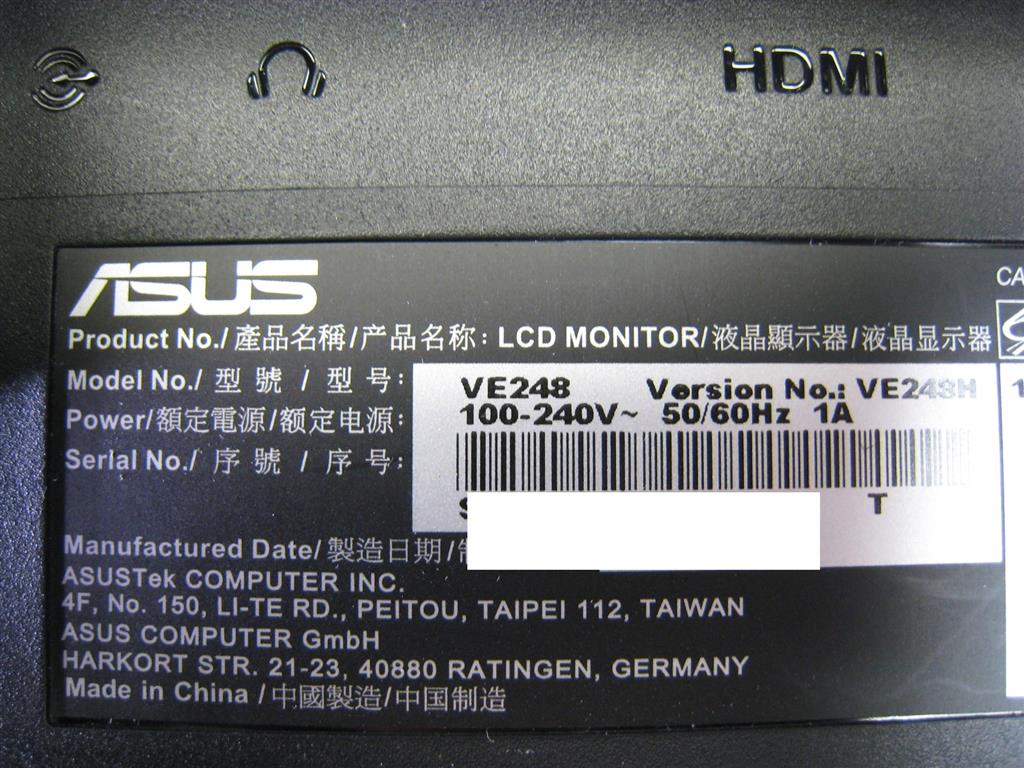 HDMI
ASUS
Product No./產品名稱/产品名称: LCD MONITOR/液晶顯示器/液晶显示器
Model No./ 型 號 / 型 号: VE248 Version No.: VE248H
Power/額定電源/额定电源: 100-240V~ 50/60Hz 1A
Serial No./ 序 號 / 序 号:
S T
Manufactured Date/製造日期/
ASUSTek COMPUTER INC.
4F, No. 150, LI-TE RD., PEITOU, TAIPEI 112, TAIWAN
ASUS COMPUTER GmbH
HARKORT STR. 21-23, 40880 RATINGEN, GERMANY
Made in China /中國製造/中国制造
CA
1